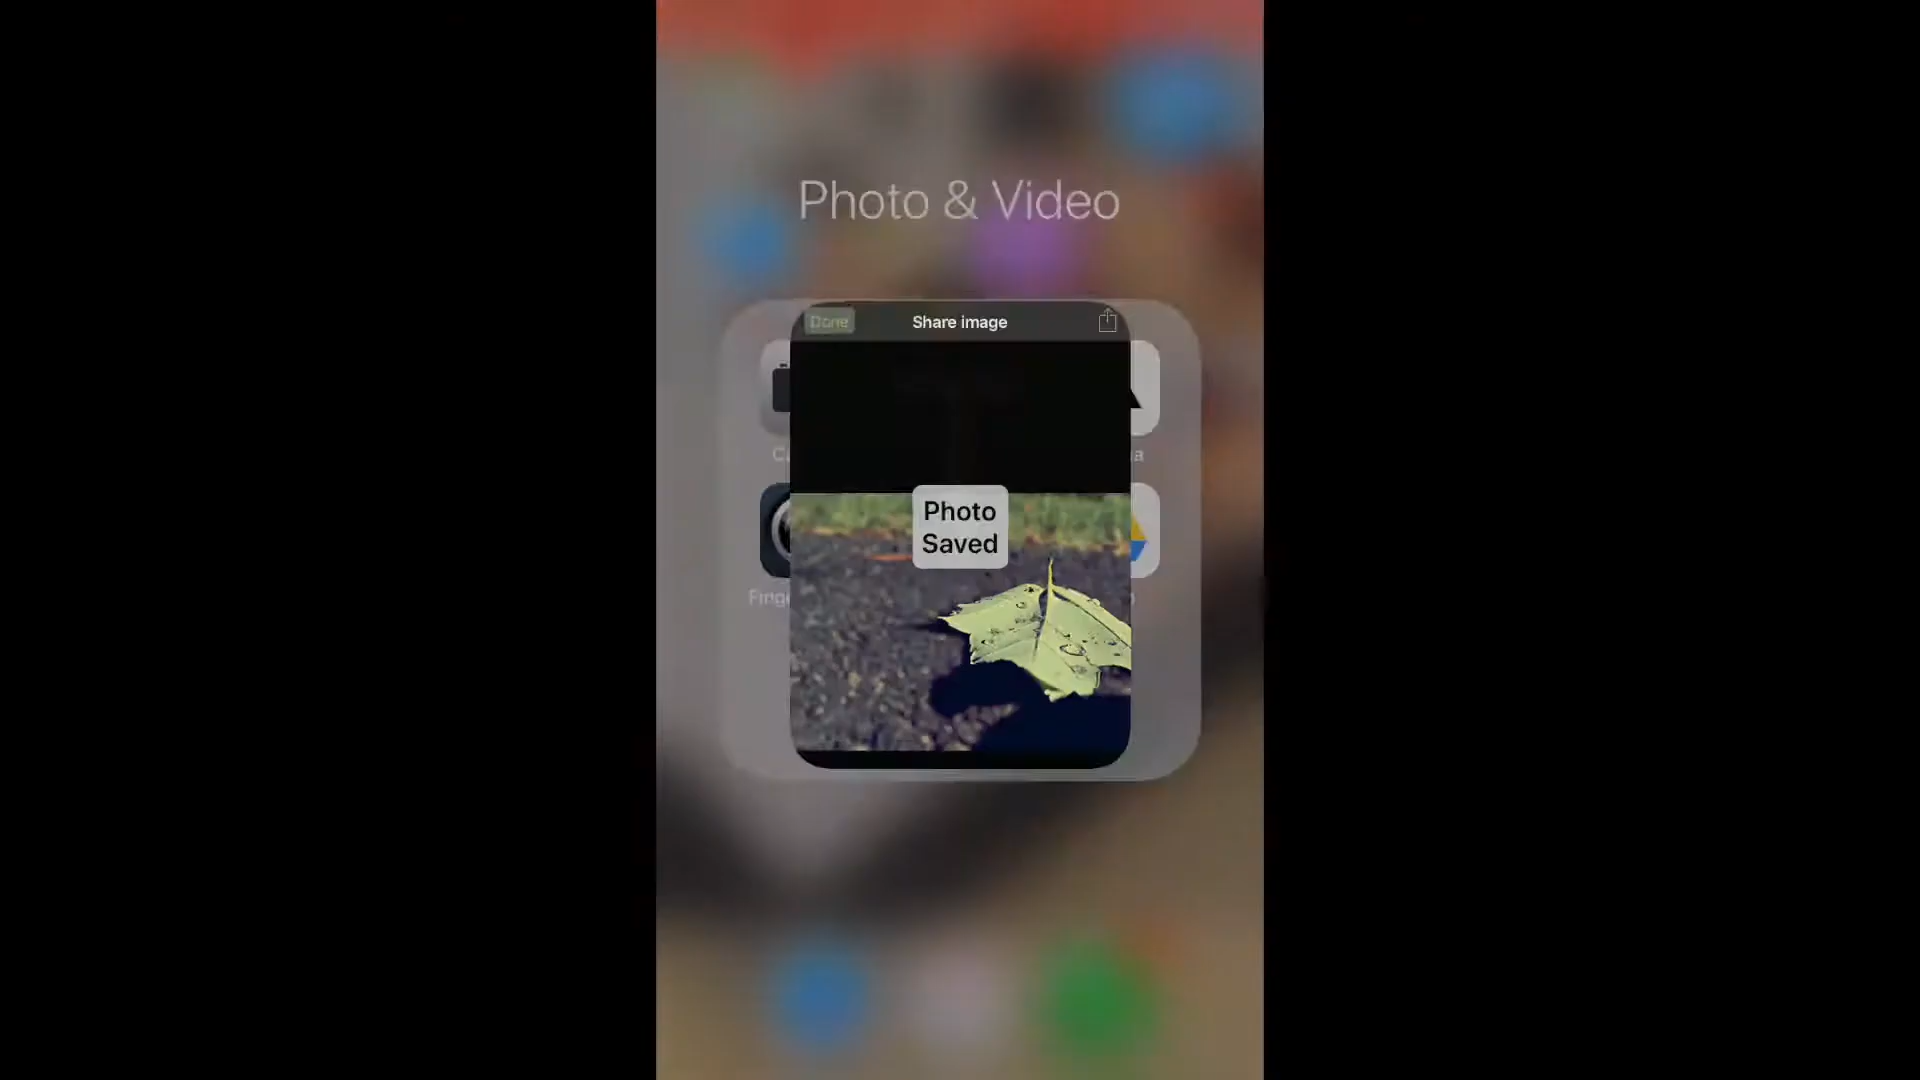 Photo & Video
Done
Share image
Photo
Saved